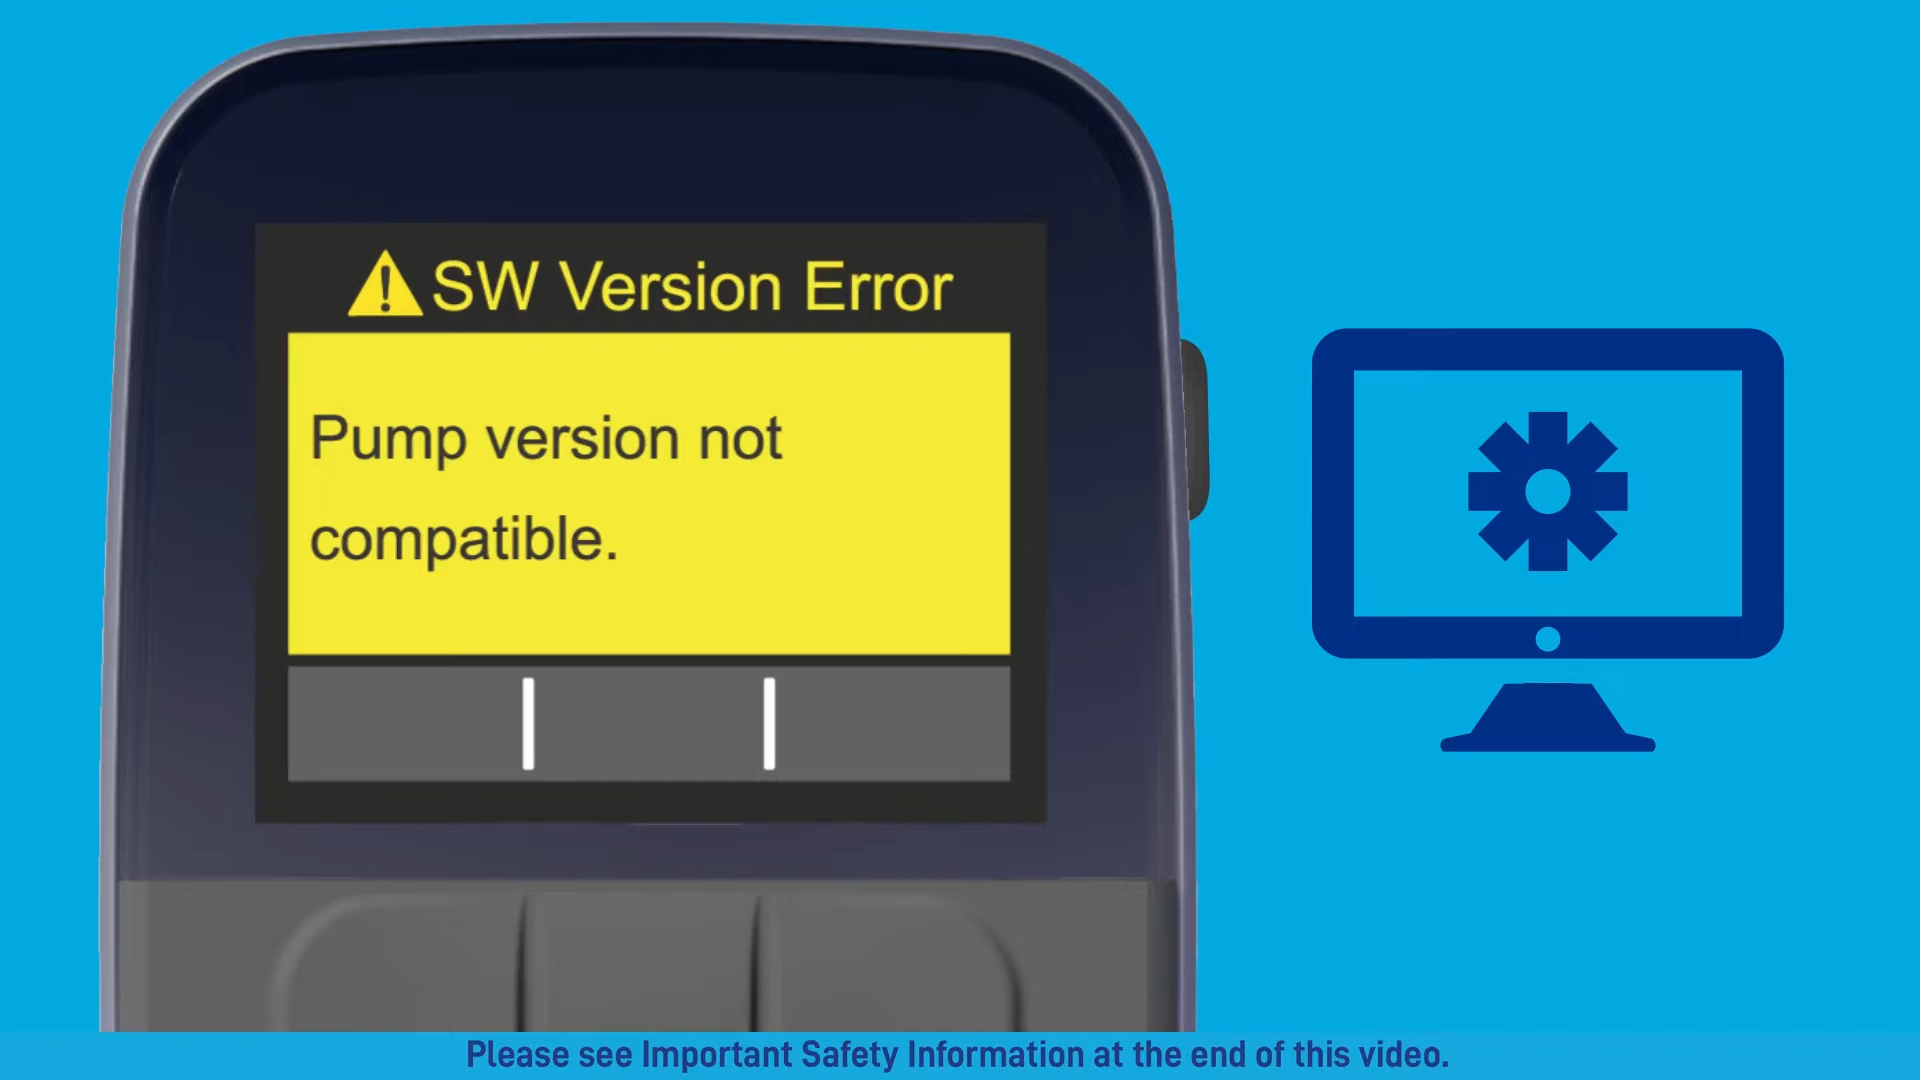 SW Version Error
Pump version not
compatible.
Please see Important Safety Information at the end of this video.